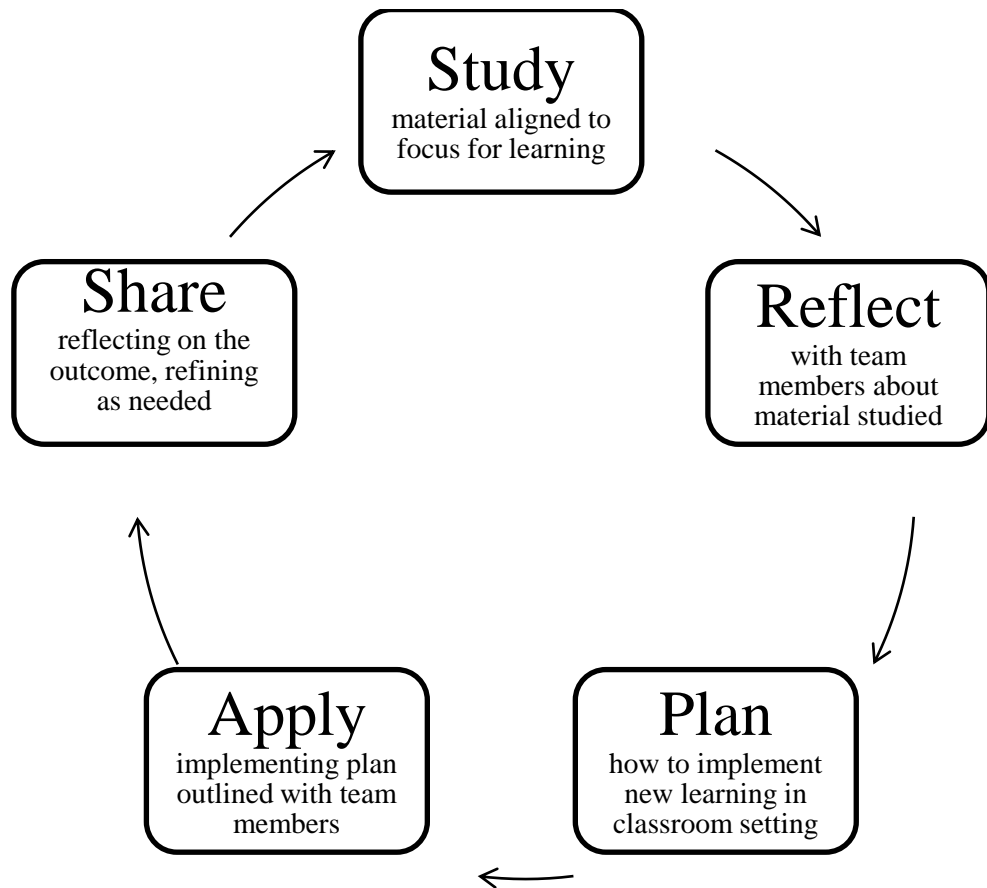 Study
material aligned to
focus for learning
Reflect
with team
members about
material studied
Plan
how to implement
new learning in
classroom setting
Apply
implementing plan
outlined with team
members
Share
reflecting on the
outcome, refining
as needed